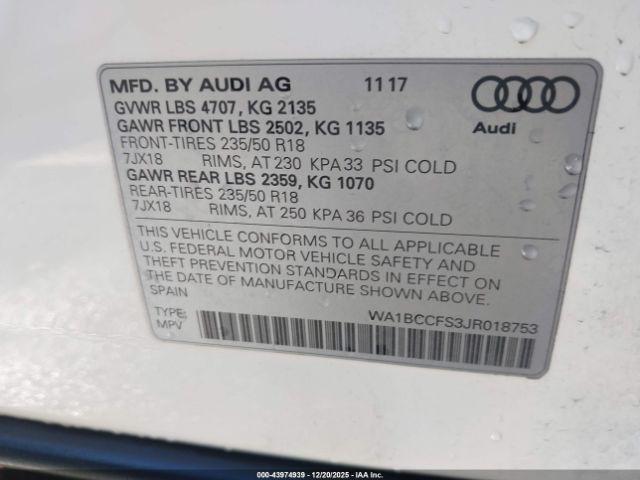 MFD. BY AUDI AG 11 17
GVWR LBS 4707, KG 2135
GAWR FRONT LBS 2502, KG 1135
FRONT-TIRES 235/50 R18
7JX18 RIMS, AT 230 KPA 33 PSI COLD
GAWR REAR LBS 2359, KG 1070
REAR-TIRES 235/50 R18
7JX18 RIMS, AT 250 KPA 36 PSI COLD
Audi
THIS VEHICLE CONFORMS TO ALL APPLICABLE
U.S. FEDERAL MOTOR VEHICLE SAFETY AND
THEFT PREVENTION STANDARDS IN EFFECT ON
THE DATE OF MANUFACTURE SHOWN ABOVE.
SPAIN
TYPE: WA1BCCFS3JR018753
MPV
000-43974939 - 12/20/2025 - IAA Inc.